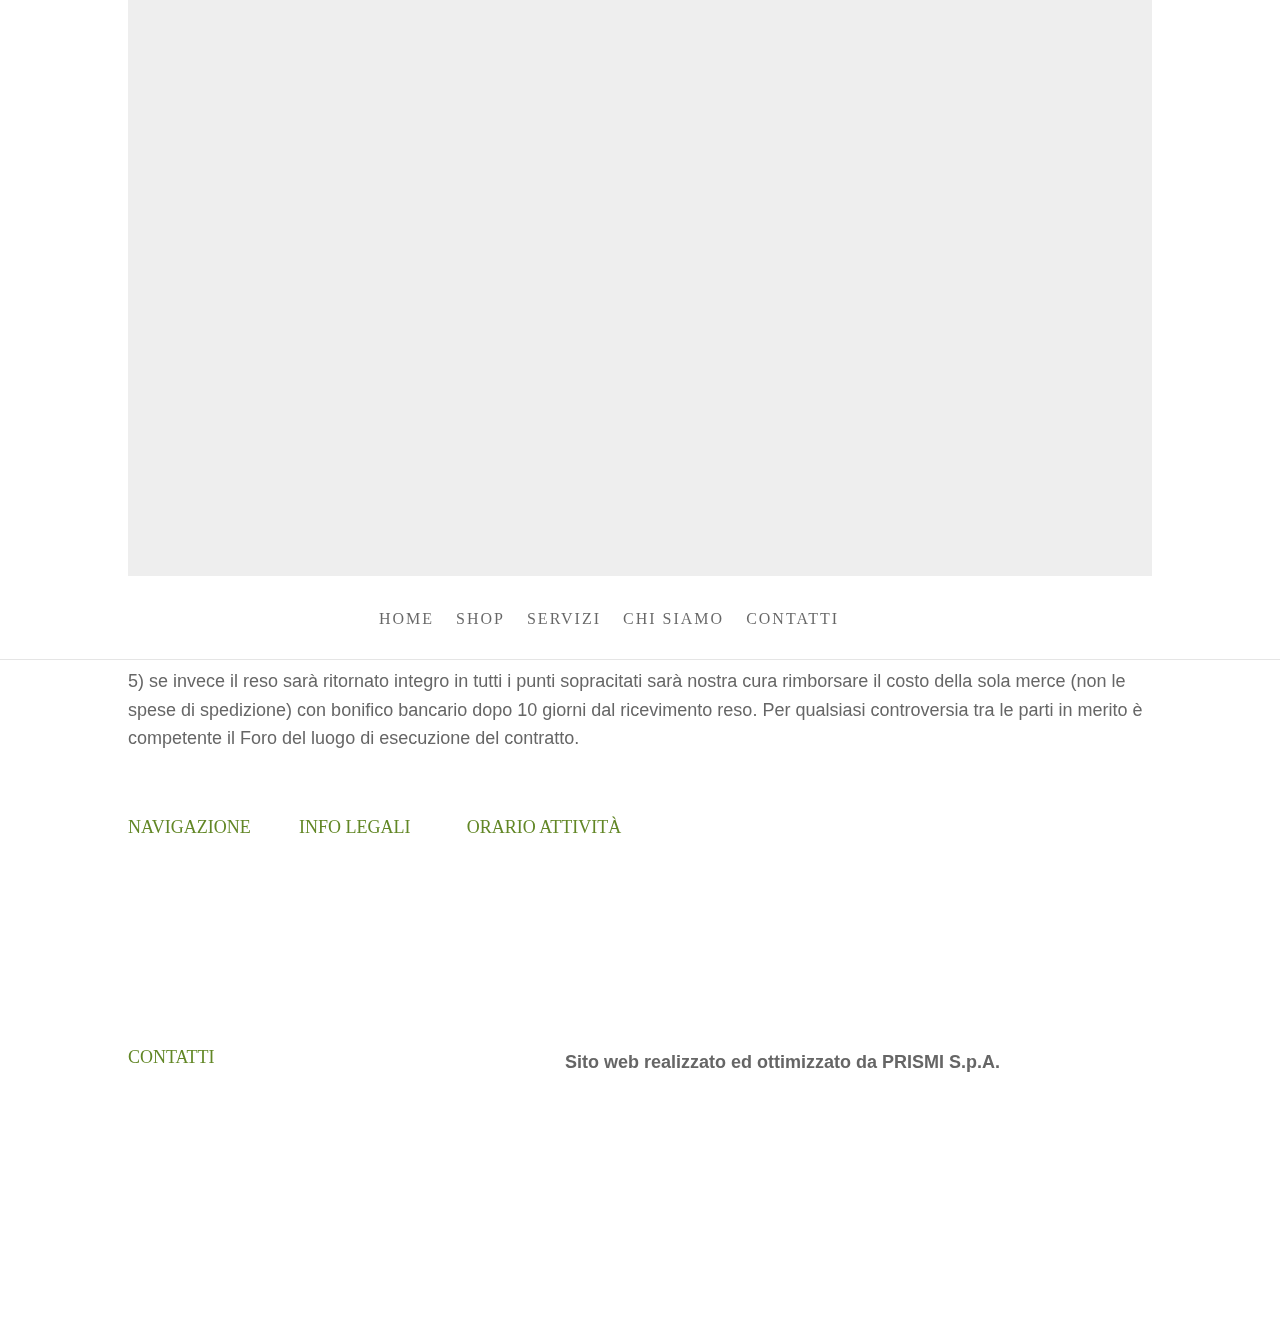 HOME SHOP SERVIZI CHI SIAMO CONTATTI
5) se invece il reso sarà ritornato integro in tutti i punti sopracitati sarà nostra cura rimborsare il costo della sola merce (non le
spese di spedizione) con bonifico bancario dopo 10 giorni dal ricevimento reso. Per qualsiasi controversia tra le parti in merito è
competente il Foro del luogo di esecuzione del contratto.
NAVIGAZIONE INFO LEGALI ORARIO ATTIVITÀ
CONTATTI
Sito web realizzato ed ottimizzato da PRISMI S.p.A.